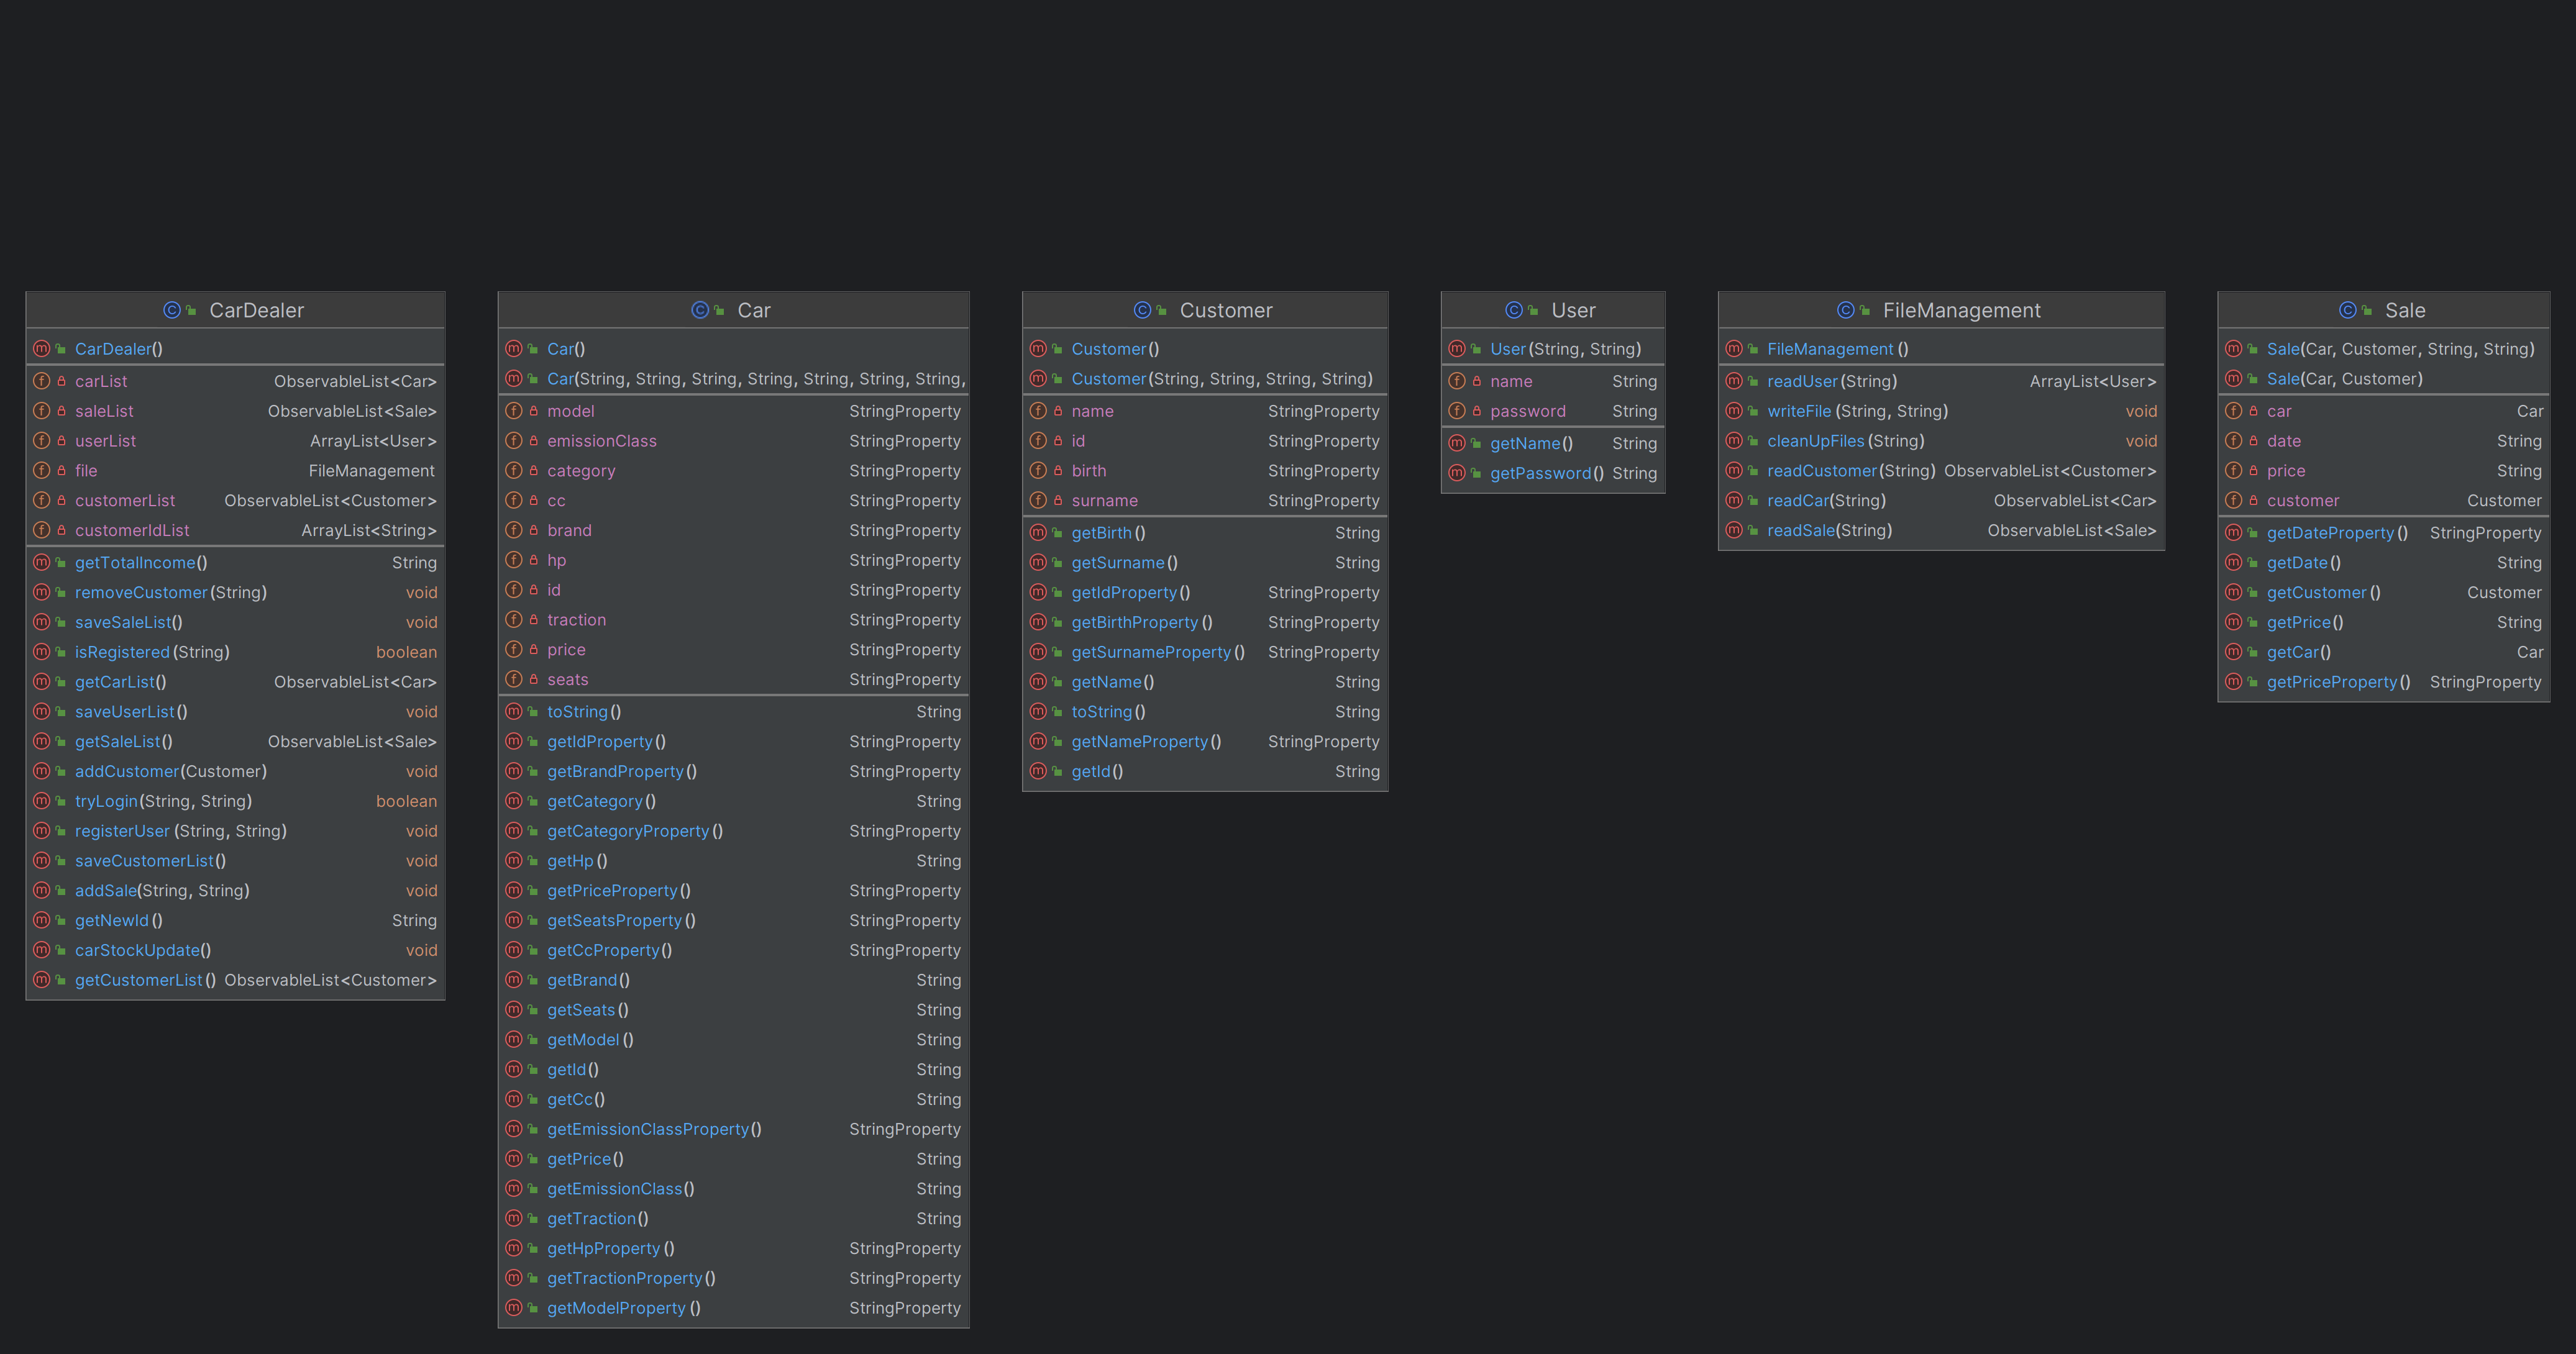 CarDealer
CarDealer()
carList ObservableList<Car>
saleList ObservableList<Sale>
userList ArrayList<User>
file FileManagement
customerList ObservableList<Customer>
customerIdList ArrayList<String>
getTotalIncome() String
removeCustomer(String) void
saveSaleList() void
isRegistered(String) boolean
getCarList() ObservableList<Car>
saveUserList() void
getSaleList() ObservableList<Sale>
addCustomer(Customer) void
tryLogin(String, String) boolean
registerUser(String, String) void
saveCustomerList() void
addSale(String, String) void
getNewId() String
carStockUpdate() void
getCustomerList() ObservableList<Customer>
Car
Car()
Car(String, String, String, String, String, String, String,
model StringProperty
emissionClass StringProperty
category StringProperty
cc StringProperty
brand StringProperty
hp StringProperty
id StringProperty
traction StringProperty
price StringProperty
seats StringProperty
toString() String
getIdProperty() StringProperty
getBrandProperty() StringProperty
getCategory() String
getCategoryProperty() StringProperty
getHp() String
getPriceProperty() StringProperty
getSeatsProperty() StringProperty
getCcProperty() StringProperty
getBrand() String
getSeats() String
getModel() String
getId() String
getCc() String
getEmissionClassProperty() StringProperty
getPrice() String
getEmissionClass() String
getTraction() String
getHpProperty() StringProperty
getTractionProperty() StringProperty
getModelProperty() StringProperty
Customer
Customer()
Customer(String, String, String, String)
name StringProperty
id StringProperty
birth StringProperty
surname StringProperty
getBirth() String
getSurname() String
getIdProperty() StringProperty
getBirthProperty() StringProperty
getSurnameProperty() StringProperty
getName() String
toString() String
getNameProperty() StringProperty
getId() String
User
User(String, String)
name String
password String
getName() String
getPassword() String
FileManagement
FileManagement()
readUser(String) ArrayList<User>
writeFile(String, String) void
cleanUpFiles(String) void
readCustomer(String) ObservableList<Customer>
readCar(String) ObservableList<Car>
readSale(String) ObservableList<Sale>
Sale
Sale(Car, Customer, String, String)
Sale(Car, Customer)
car Car
date String
price String
customer Customer
getDateProperty() StringProperty
getDate() String
getCustomer() Customer
getPrice() String
getCar() Car
getPriceProperty() StringProperty